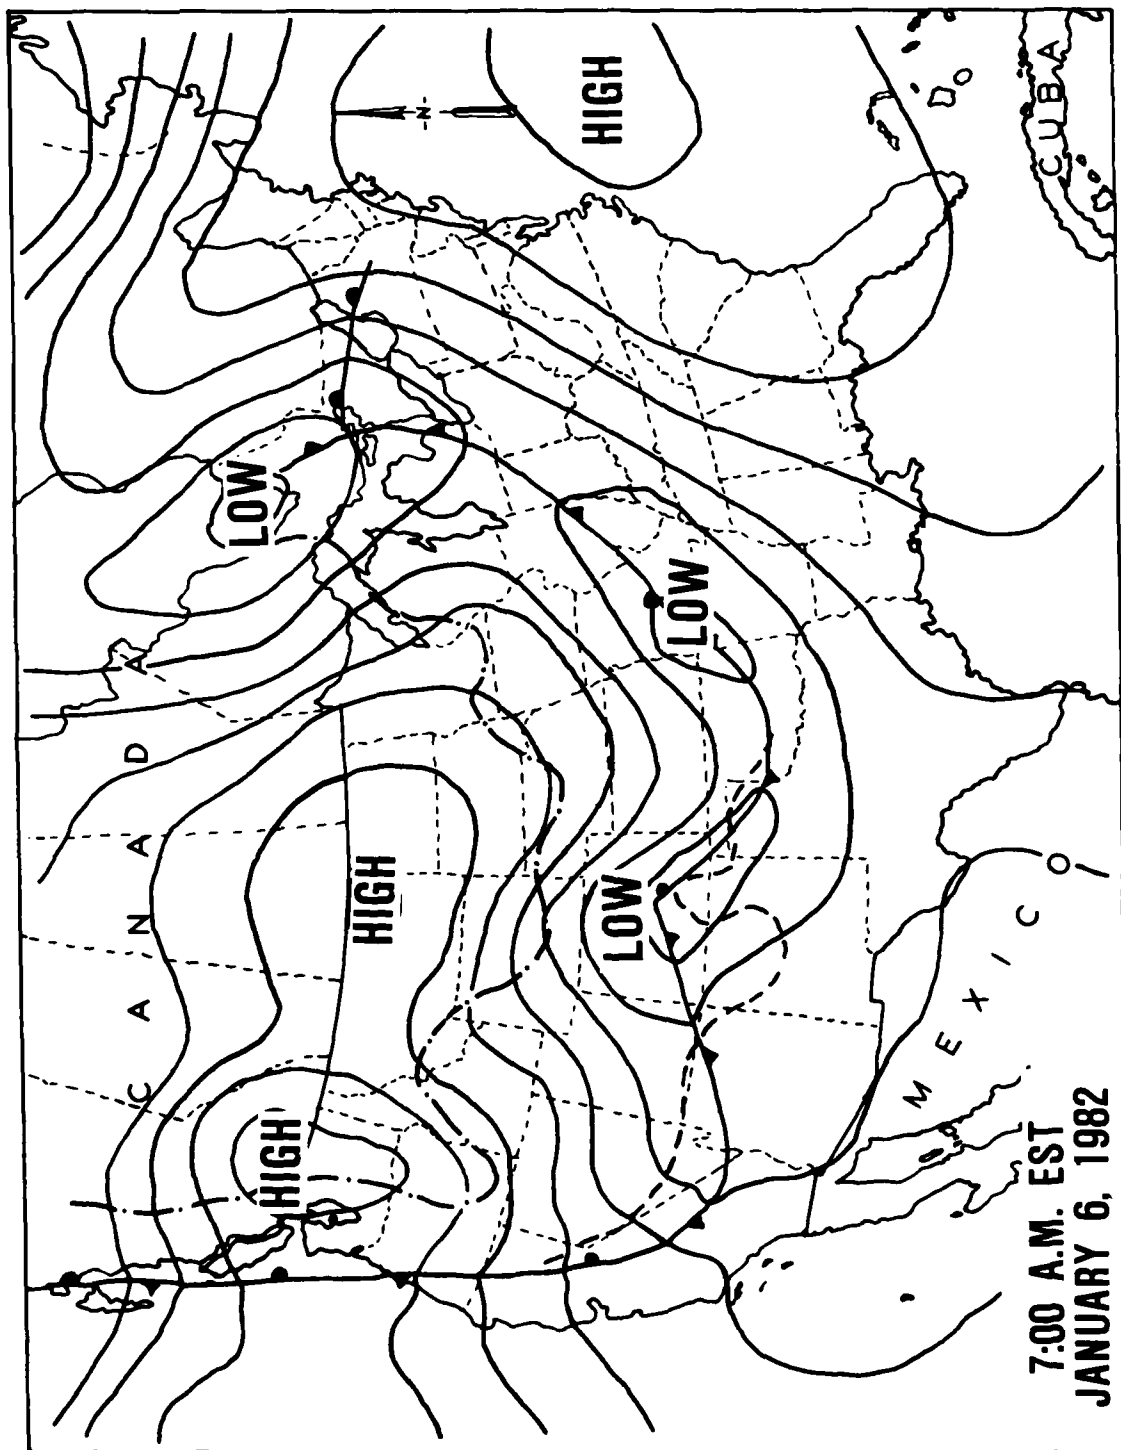 CANADA
LOW
HIGH
HIGH
HIGH
N
LOW
LOW
MEXICO
CUBA
7:00 A.M. EST
JANUARY 6, 1982